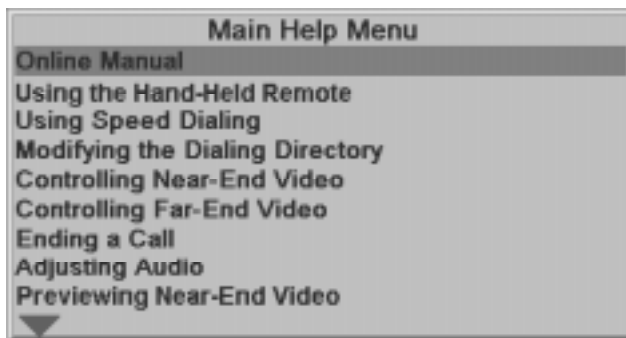 Main Help Menu
Online Manual
Using the Hand-Held Remote
Using Speed Dialing
Modifying the Dialing Directory
Controlling Near-End Video
Controlling Far-End Video
Ending a Call
Adjusting Audio
Previewing Near-End Video